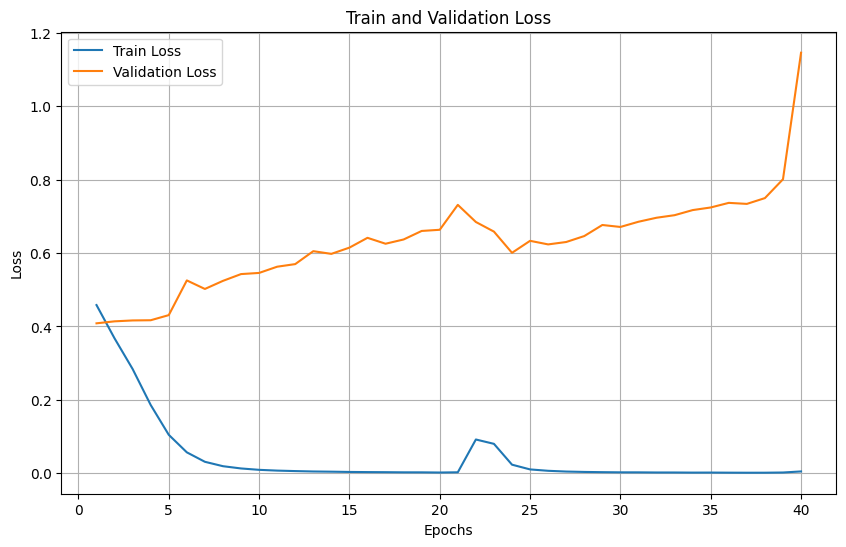 Train and Validation Loss
Train Loss
Validation Loss
1.2
1.0
0.8
0.6
0.4
0.2
0.0
Loss
0 5 10 15 20 25 30 35 40
Epochs